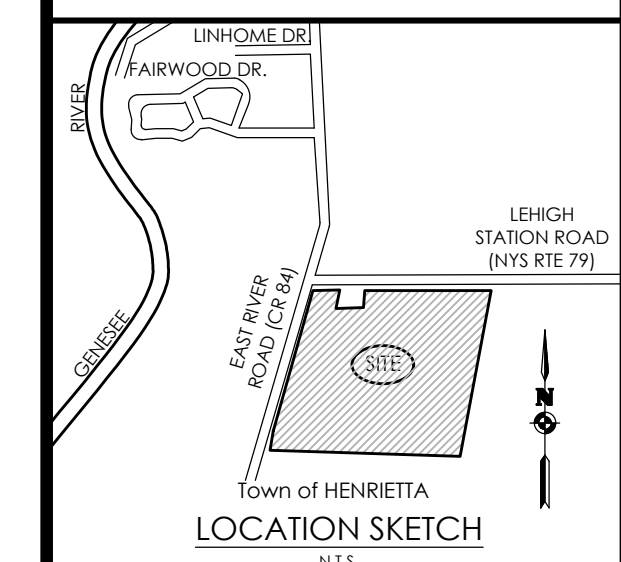 LINHOME DR.
FAIRWOOD DR.
RIVER
LEHIGH
STATION ROAD
(NYS RTE 79)
EAST RIVER
ROAD (CR 84)
GENESEE
SITE
N
Town of HENRIETTA
LOCATION SKETCH
N.T.S.